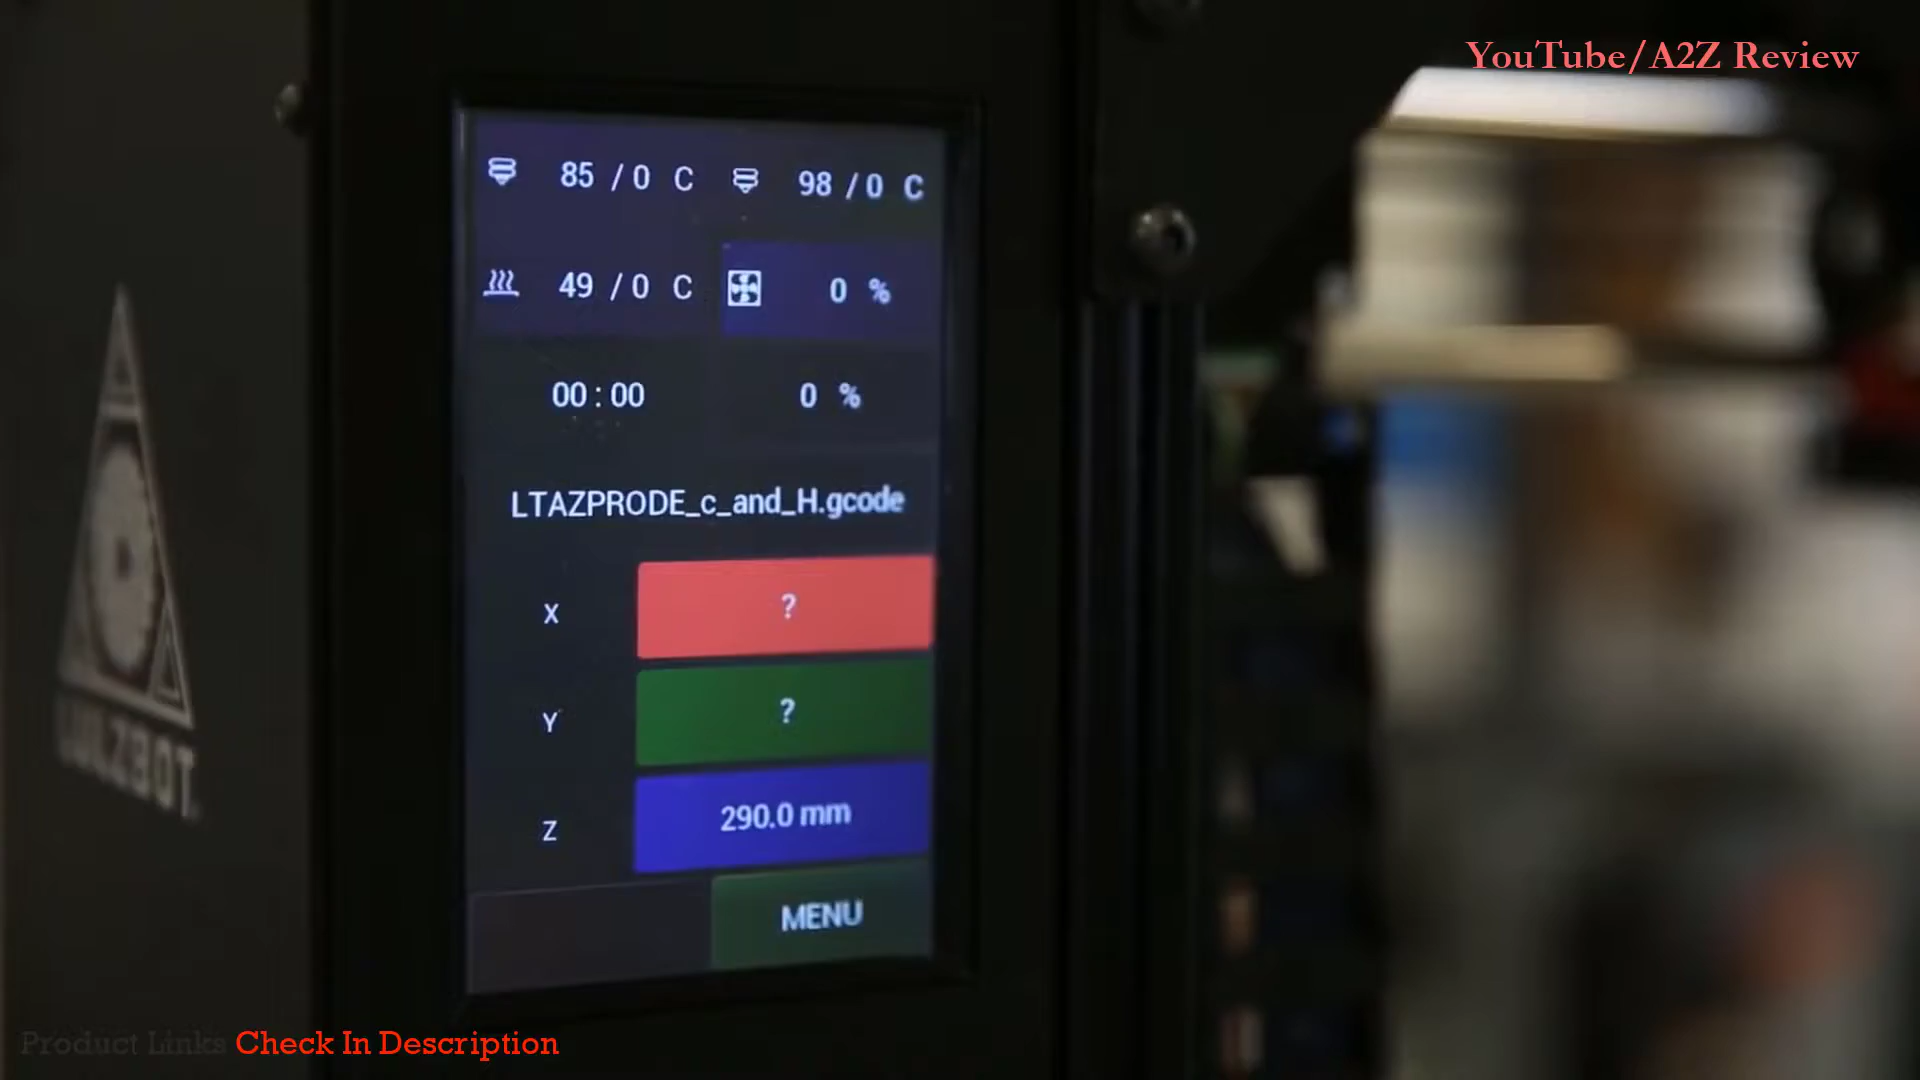 YouTube/A2Z Review
85 / 0 C 98 / 0 C
49 / 0 C 0 %
00 : 00 0 %
LTAZPRODE_c_and_H.gcode
X ?
Y ?
Z 290.0 mm
MENU
LULZBOT
Product Links Check In Description